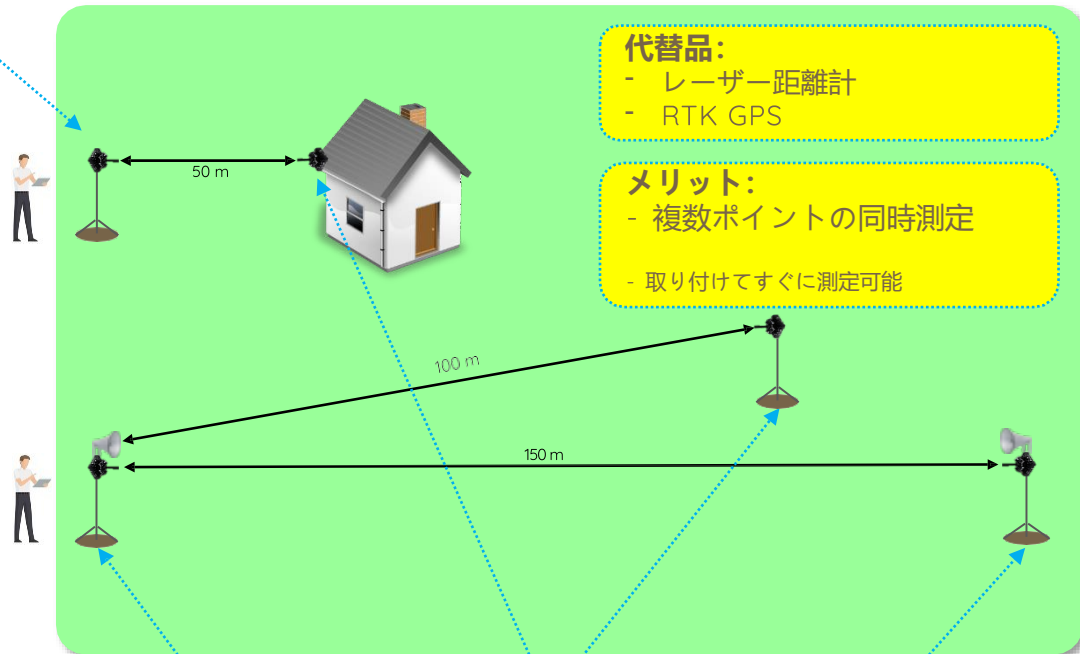 代替品:
- レーザー距離計
- RTK GPS
50 m
メリット:
- 複数ポイントの同時測定
- 取り付けてすぐに測定可能
100 m
150 m